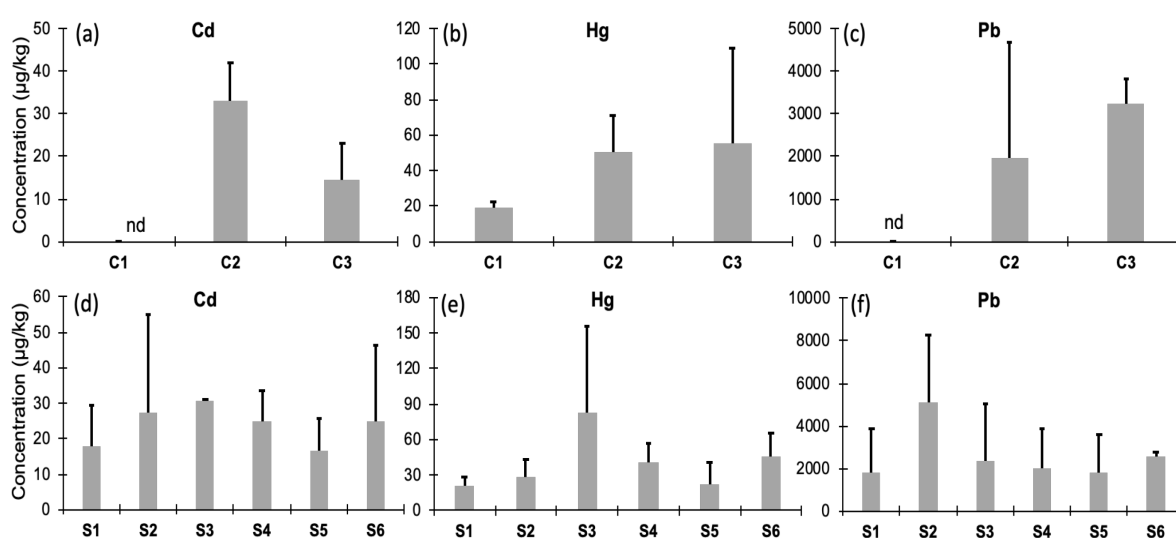 (a) Cd
Concentration (µg/kg)
50
40
30
20
10
0
nd
C1 C2 C3
(b) Hg
120
100
80
60
40
20
0
C1 C2 C3
(c) Pb
5000
4000
3000
2000
1000
0
nd
C1 C2 C3
(d) Cd
Concentration (µg/kg)
60
50
40
30
20
10
0
S1 S2 S3 S4 S5 S6
(e) Hg
180
150
120
90
60
30
0
S1 S2 S3 S4 S5 S6
(f) Pb
10000
8000
6000
4000
2000
0
S1 S2 S3 S4 S5 S6